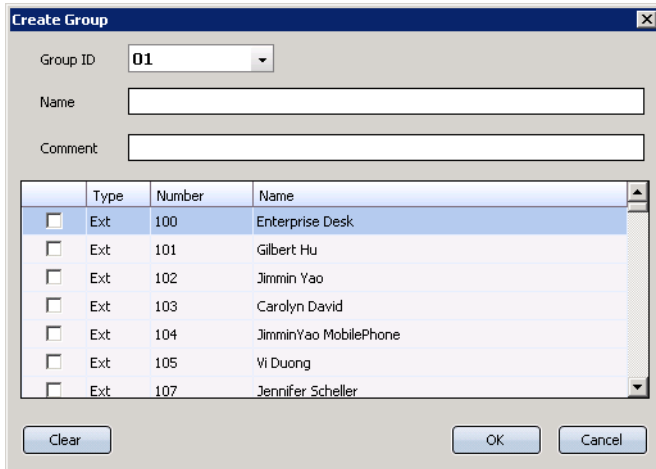 Create Group
Group ID 01
Name
Comment
Type Number Name
Ext 100 Enterprise Desk
Ext 101 Gilbert Hu
Ext 102 Jimmin Yao
Ext 103 Carolyn David
Ext 104 JimminYao MobilePhone
Ext 105 Vi Duong
Ext 107 Jennifer Scheller
Clear OK Cancel